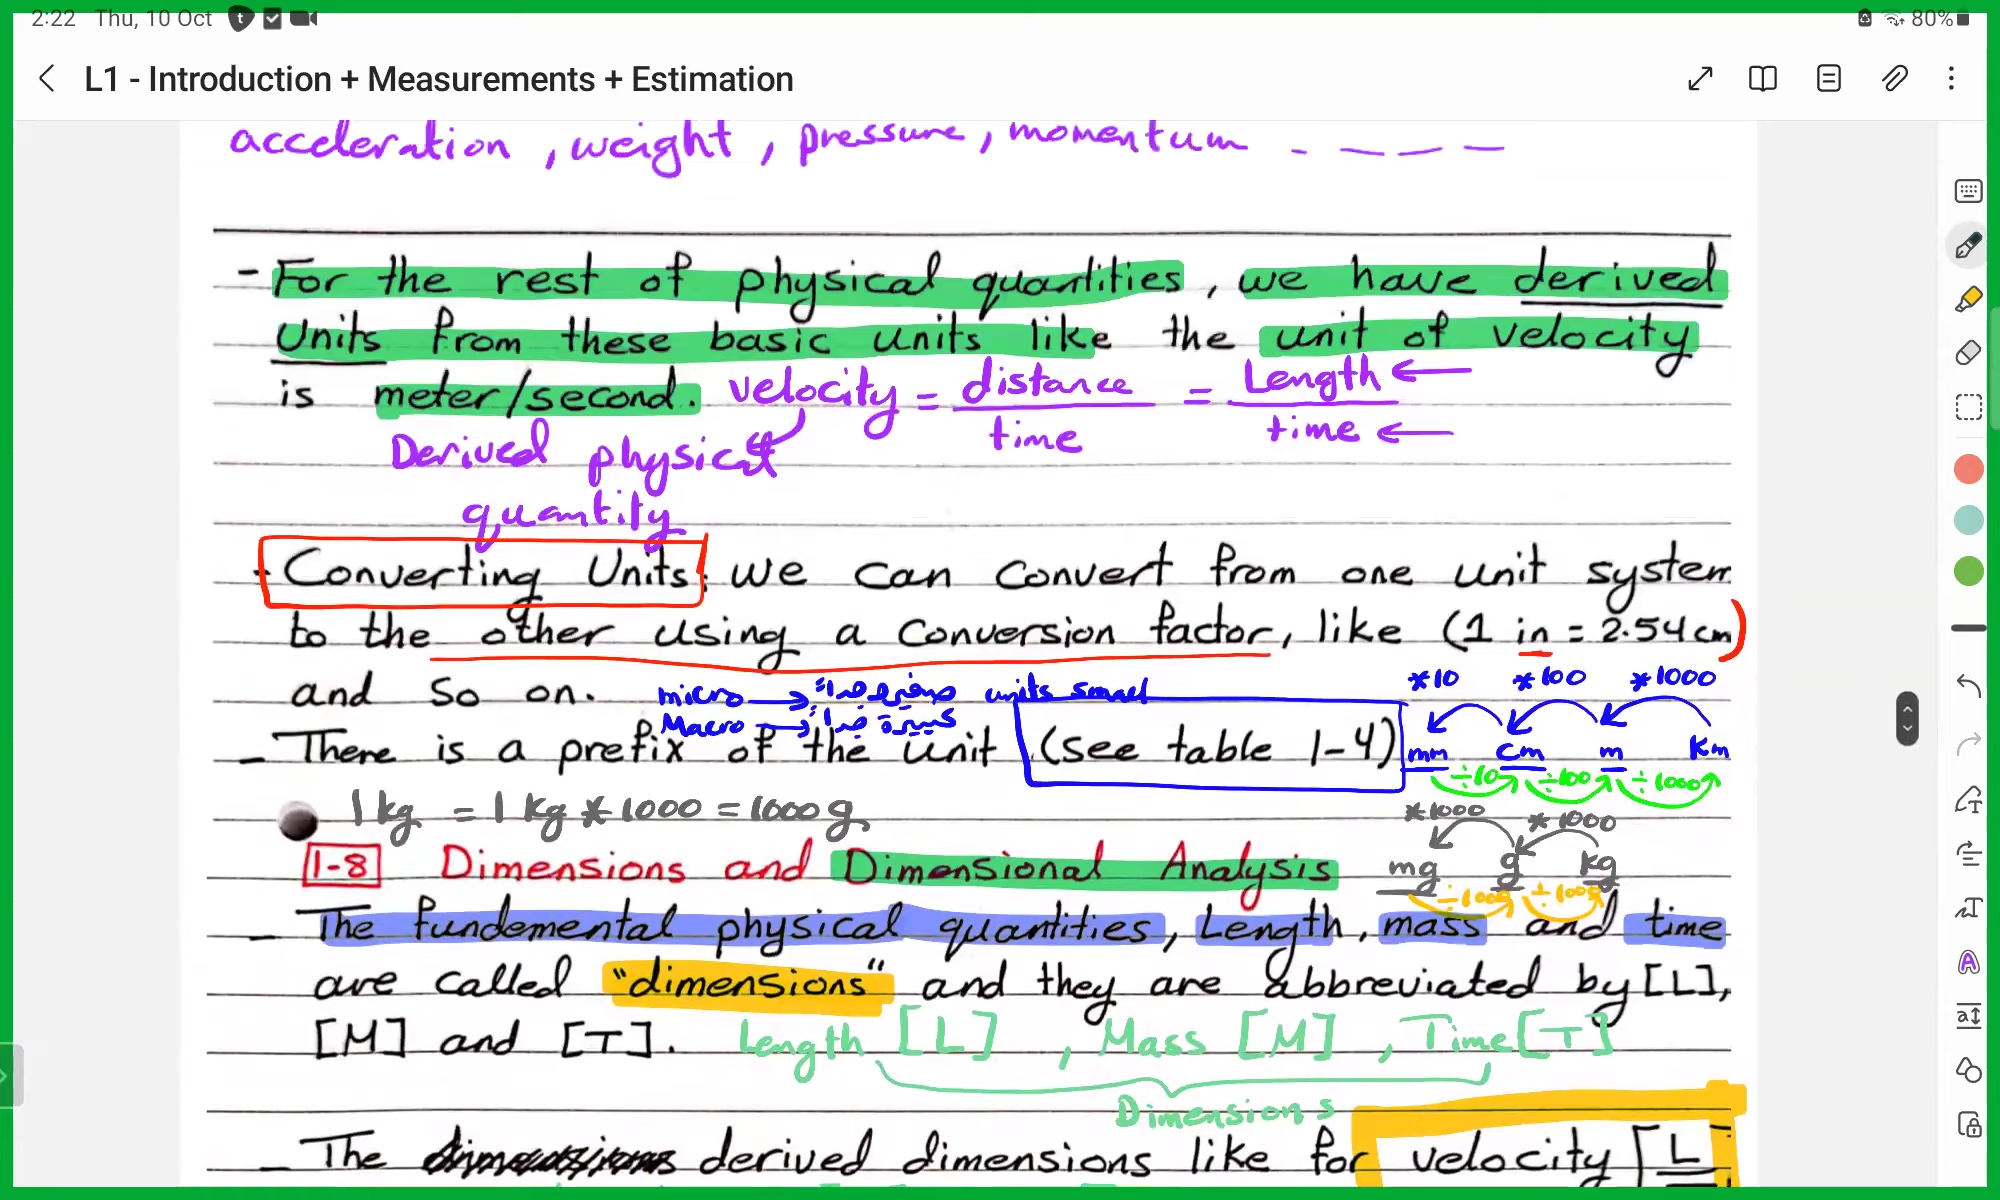 2:22 Thu, 10 Oct t 80%
L1 - Introduction + Measurements + Estimation
acceleration , weight , pressure , momentum - - - -
- For the rest of physical quantities , we have derived
Units from these basic units like the unit of velocity
is meter/second. velocity = distance / time = Length / time
Derived physical
quantity
- Converting Units: we can convert from one unit system
to the other using a conversion factor, like (1 in = 2.54 cm)
and so on.
micro → صغيرة جداً units small
Macro → كبيرة جداً
*10 *100 *1000
- There is a prefix of the unit (see table 1-4) mm cm m km
÷10 ÷100 ÷1000
1 kg = 1 kg * 1000 = 1000 g
*1000 *1000
1-8 Dimensions and Dimensional Analysis
mg g kg
÷1000 ÷1000
- The fundemental physical quantities, Length, mass and time
are called "dimensions" and they are abbreviated by [L],
[M] and [T]. Length [L] , Mass [M] , Time [T]
Dimensions
- The derived dimensions like for velocity [L